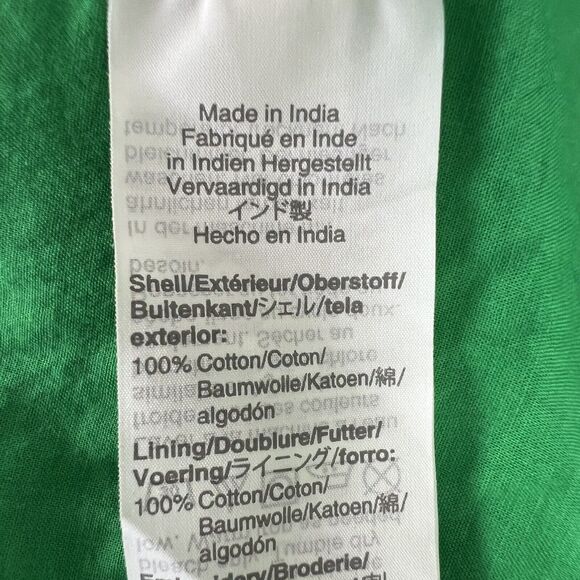 Made in India
Fabriqué en Inde
in Indien Hergestellt
Vervaardigd in India
インド製
Hecho en India
Shell/Extérieur/Oberstoff/
Buitenkant/シェル/tela
exterior:
100% Cotton/Coton/
Baumwolle/Katoen/綿/
algodón
Lining/Doublure/Futter/
Voering/ライニング/forro:
100% Cotton/Coton/
Baumwolle/Katoen/綿/
algodón
Embroidery/Broderie/